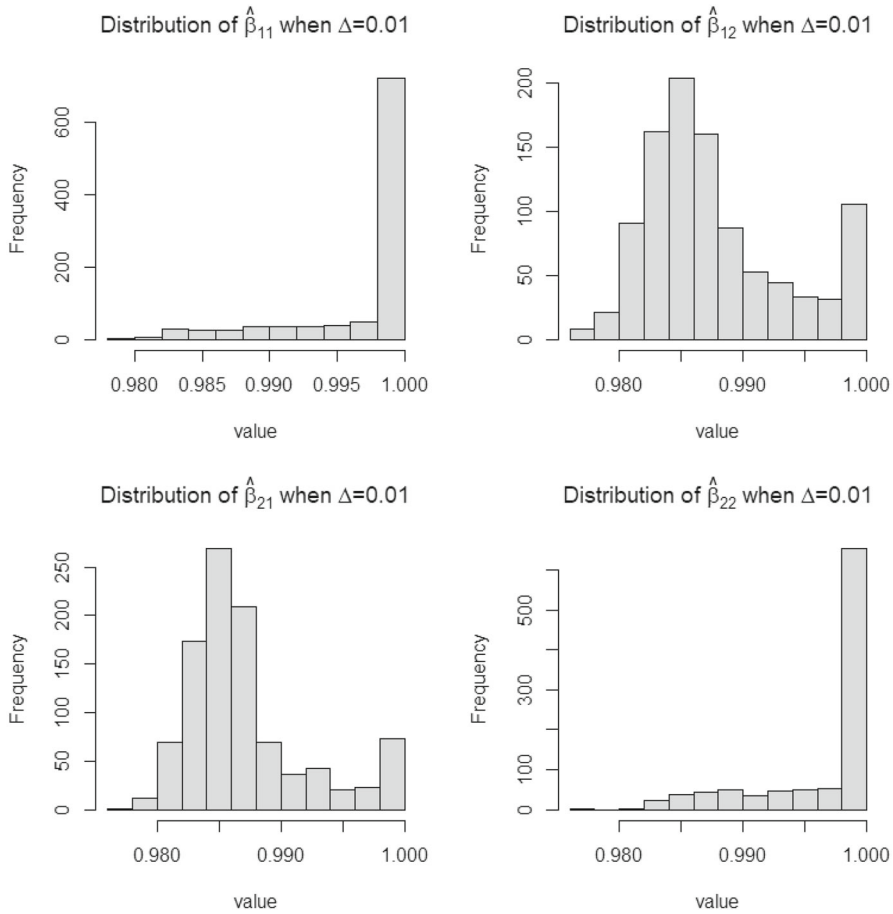 Distribution of β̂₁₁ when Δ=0.01
Frequency
0 200 400 600
0.980 0.985 0.990 0.995 1.000
value
Distribution of β̂₁₂ when Δ=0.01
Frequency
0 50 100 150 200
0.980 0.990 1.000
value
Distribution of β̂₂₁ when Δ=0.01
Frequency
0 50 100 150 200 250
0.980 0.990 1.000
value
Distribution of β̂₂₂ when Δ=0.01
Frequency
0 100 300 500
0.980 0.990 1.000
value